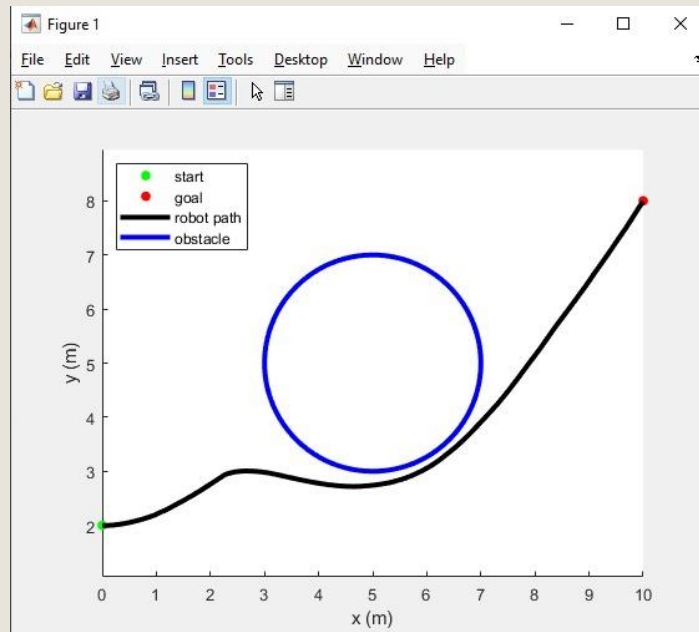 Figure 1
File Edit View Insert Tools Desktop Window Help
start
goal
robot path
obstacle
8
7
6
5
4
3
2
y (m)
0 1 2 3 4 5 6 7 8 9 10
x (m)